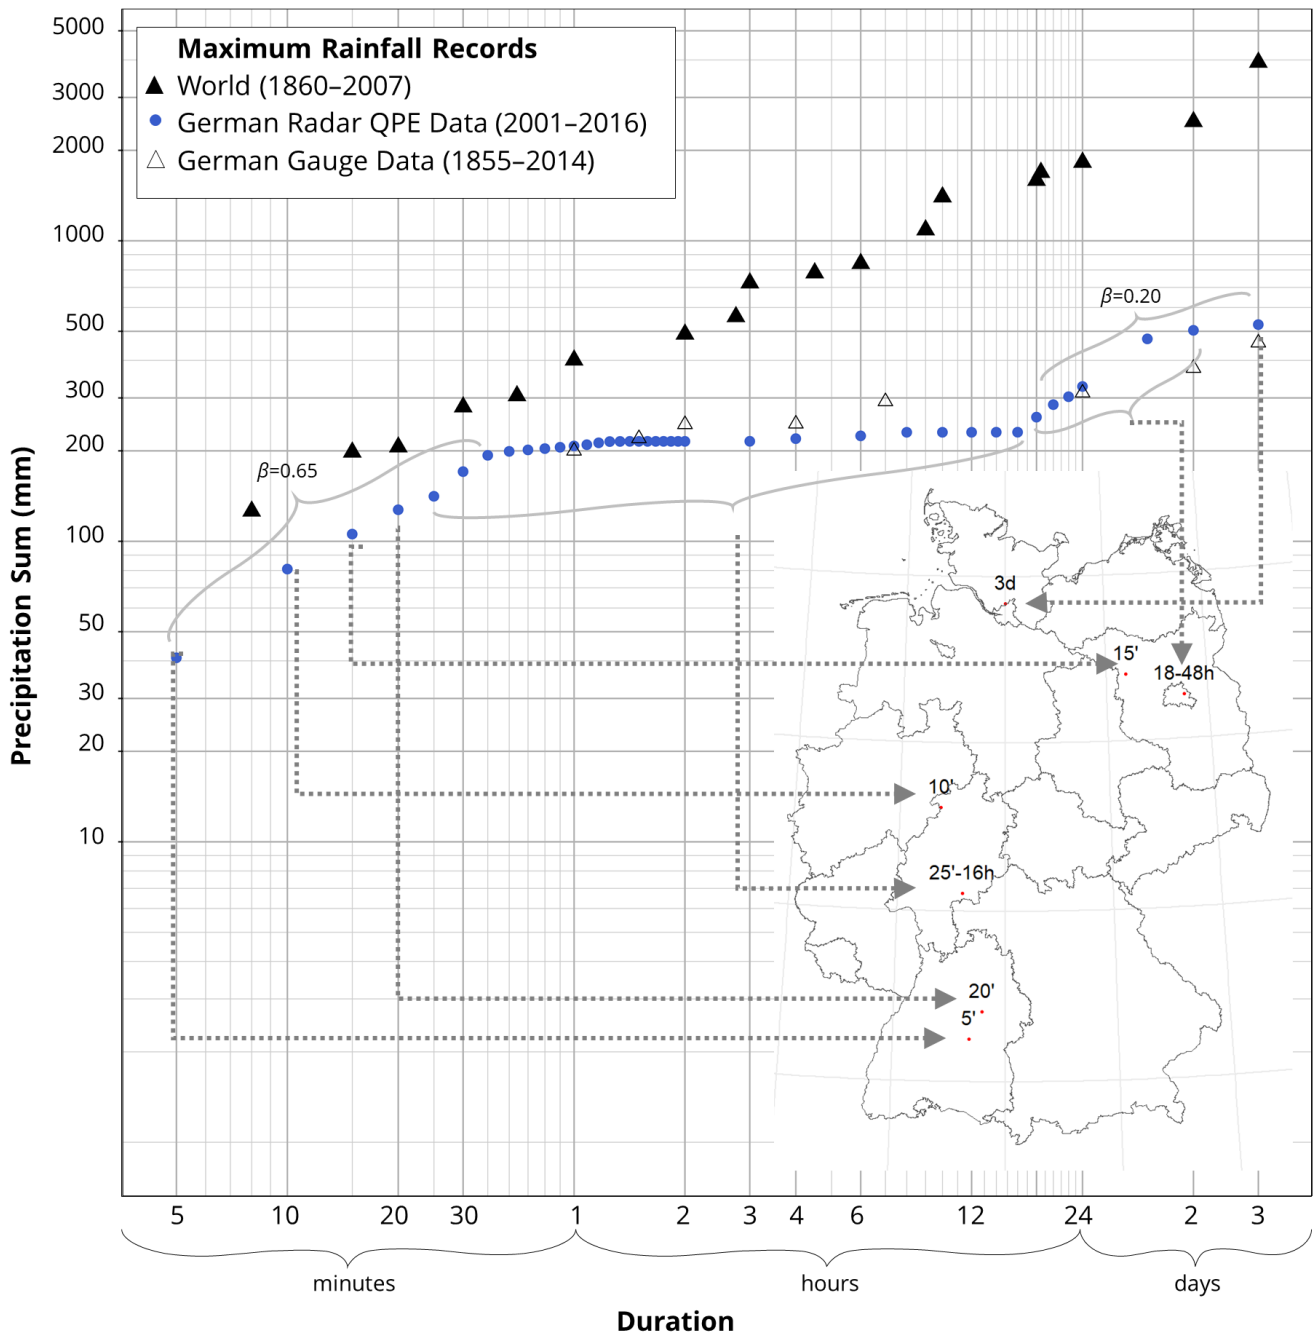 Maximum Rainfall Records
World (1860–2007)
German Radar QPE Data (2001–2016)
German Gauge Data (1855–2014)
Precipitation Sum (mm)
5000
3000
2000
1000
500
300
200
100
50
30
20
10
β=0.65
β=0.20
3d
15'
18-48h
10'
25'-16h
20'
5'
5 10 20 30 1 2 3 4 6 12 24 2 3
minutes hours days
Duration